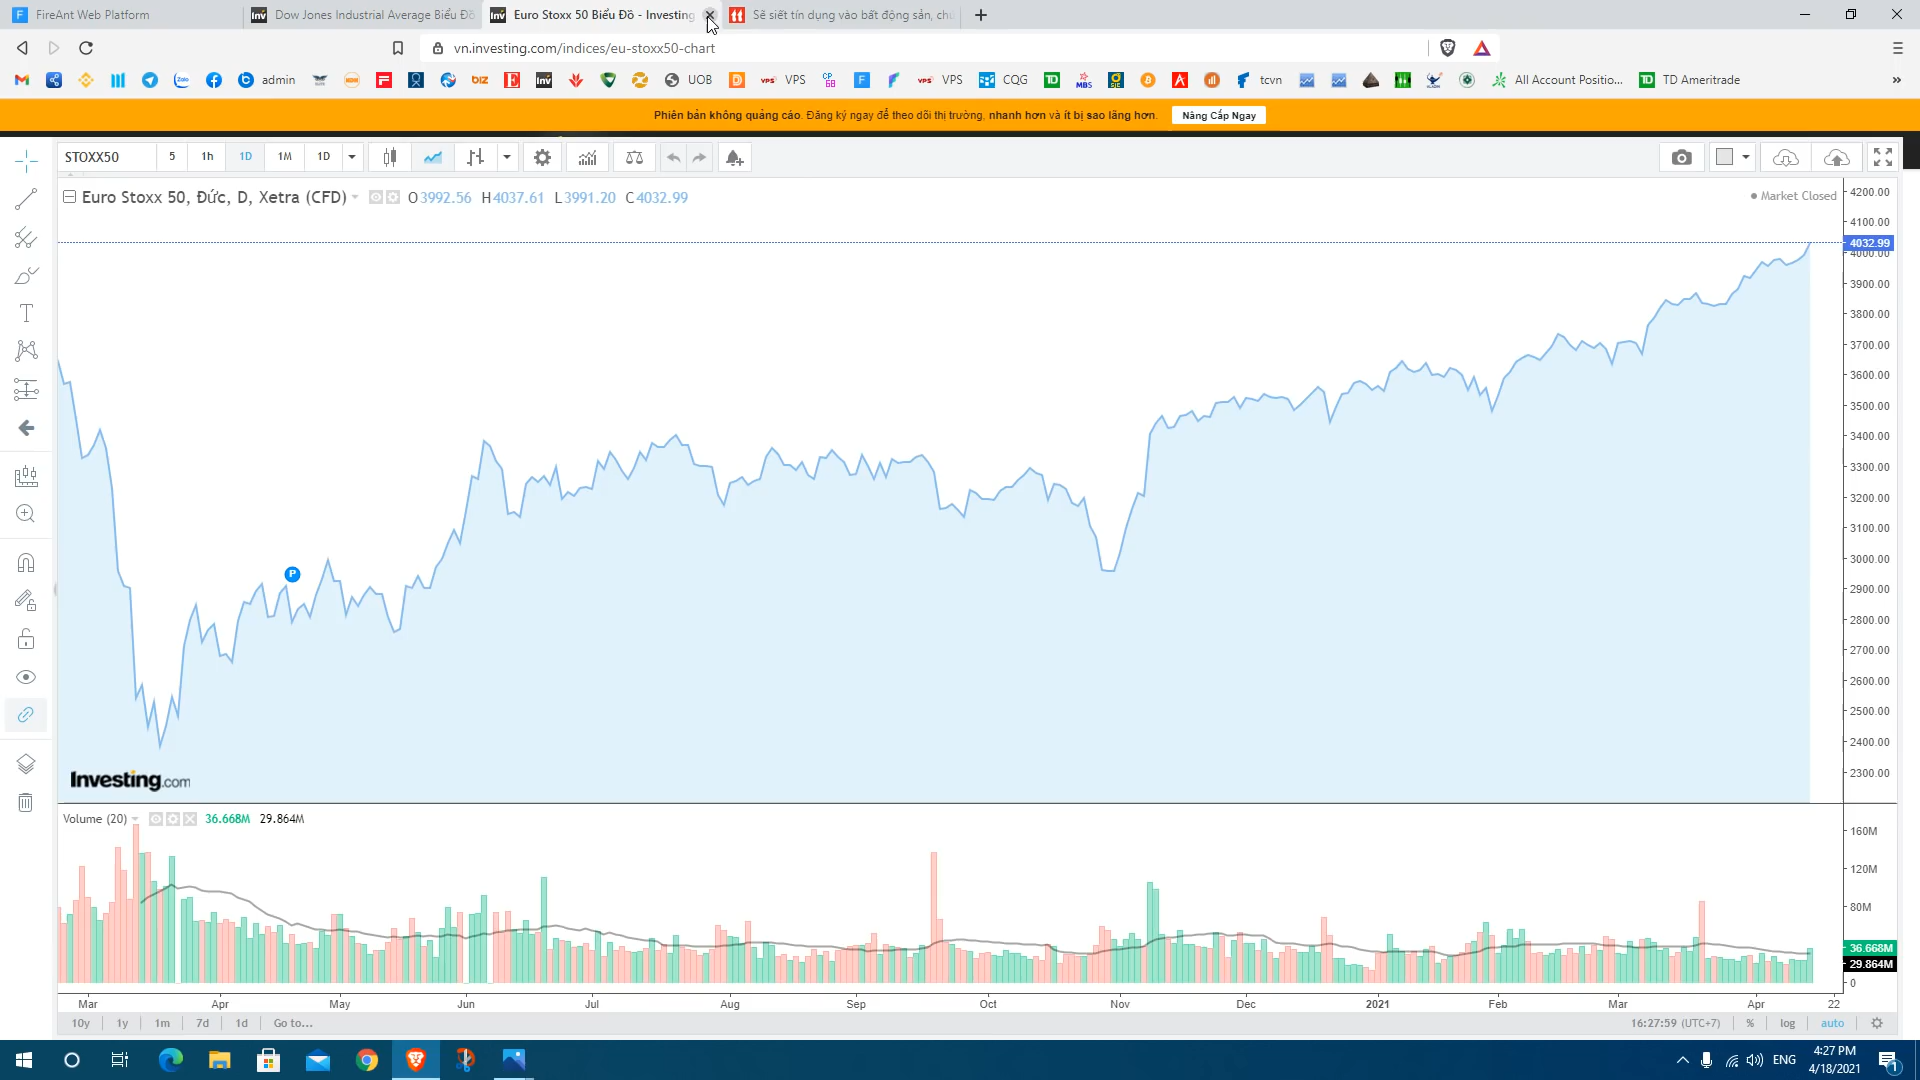 FireAnt Web Platform
Dow Jones Industrial Average Biểu Đồ
Euro Stoxx 50 Biểu Đồ - Investing
Sẽ siết tín dụng vào bất động sản, ch
vn.investing.com/indices/eu-stoxx50-chart
admin
UOB
VPS
VPS
CQG
tcvn
All Account Positio...
TD Ameritrade
Phiên bản không quảng cáo. Đăng ký ngay để theo dõi thị trường, nhanh hơn và ít bị sao lãng hơn.
Nâng Cấp Ngay
STOXX50
5
1h
1D
1M
1D
Euro Stoxx 50, Đức, D, Xetra (CFD)
O3992.56 H4037.61 L3991.20 C4032.99
Market Closed
4200.00
4100.00
4032.99
4000.00
3900.00
3800.00
3700.00
3600.00
3500.00
3400.00
3300.00
3200.00
3100.00
3000.00
2900.00
2800.00
2700.00
2600.00
2500.00
2400.00
2300.00
P
Investing.com
Volume (20)
36.668M 29.864M
160M
120M
80M
36.668M
29.864M
0
Mar Apr May Jun Jul Aug Sep Oct Nov Dec 2021 Feb Mar Apr 22
10y 1y 1m 7d 1d Go to...
16:27:59 (UTC+7) % log auto
ENG
4:27 PM
4/18/2021
1